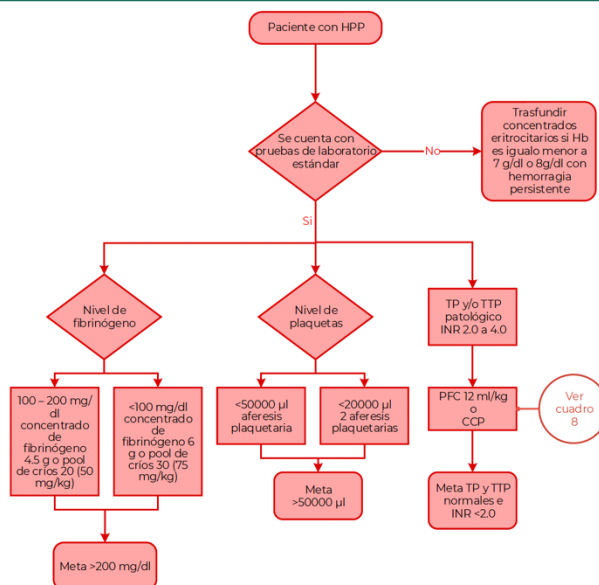 Paciente con HPP
Se cuenta con
pruebas de laboratorio
estándar
No
Trasfundir
concentrados
eritrocitarios si Hb
es igualo menor a
7 g/dl o 8g/dl con
hemorragia
persistente
Si
Nivel de
fibrinógeno
Nivel de
plaquetas
TP y/o TTP
patológico
INR 2.0 a 4.0
100 – 200 mg/
dl
concentrado
de
fibrinógeno
4.5 g o pool
de críos 20 (50
mg/kg)
<100 mg/dl
concentrado
de
fibrinógeno 6
g o pool de
críos 30 (75
mg/kg)
<50000 µl
aferesis
plaquetaria
<20000 µl
2 aferesis
plaquetarias
PFC 12 ml/kg
o
CCP
Ver
cuadro
8
Meta >200 mg/dl
Meta
>50000 µl
Meta TP y TTP
normales e
INR <2.0